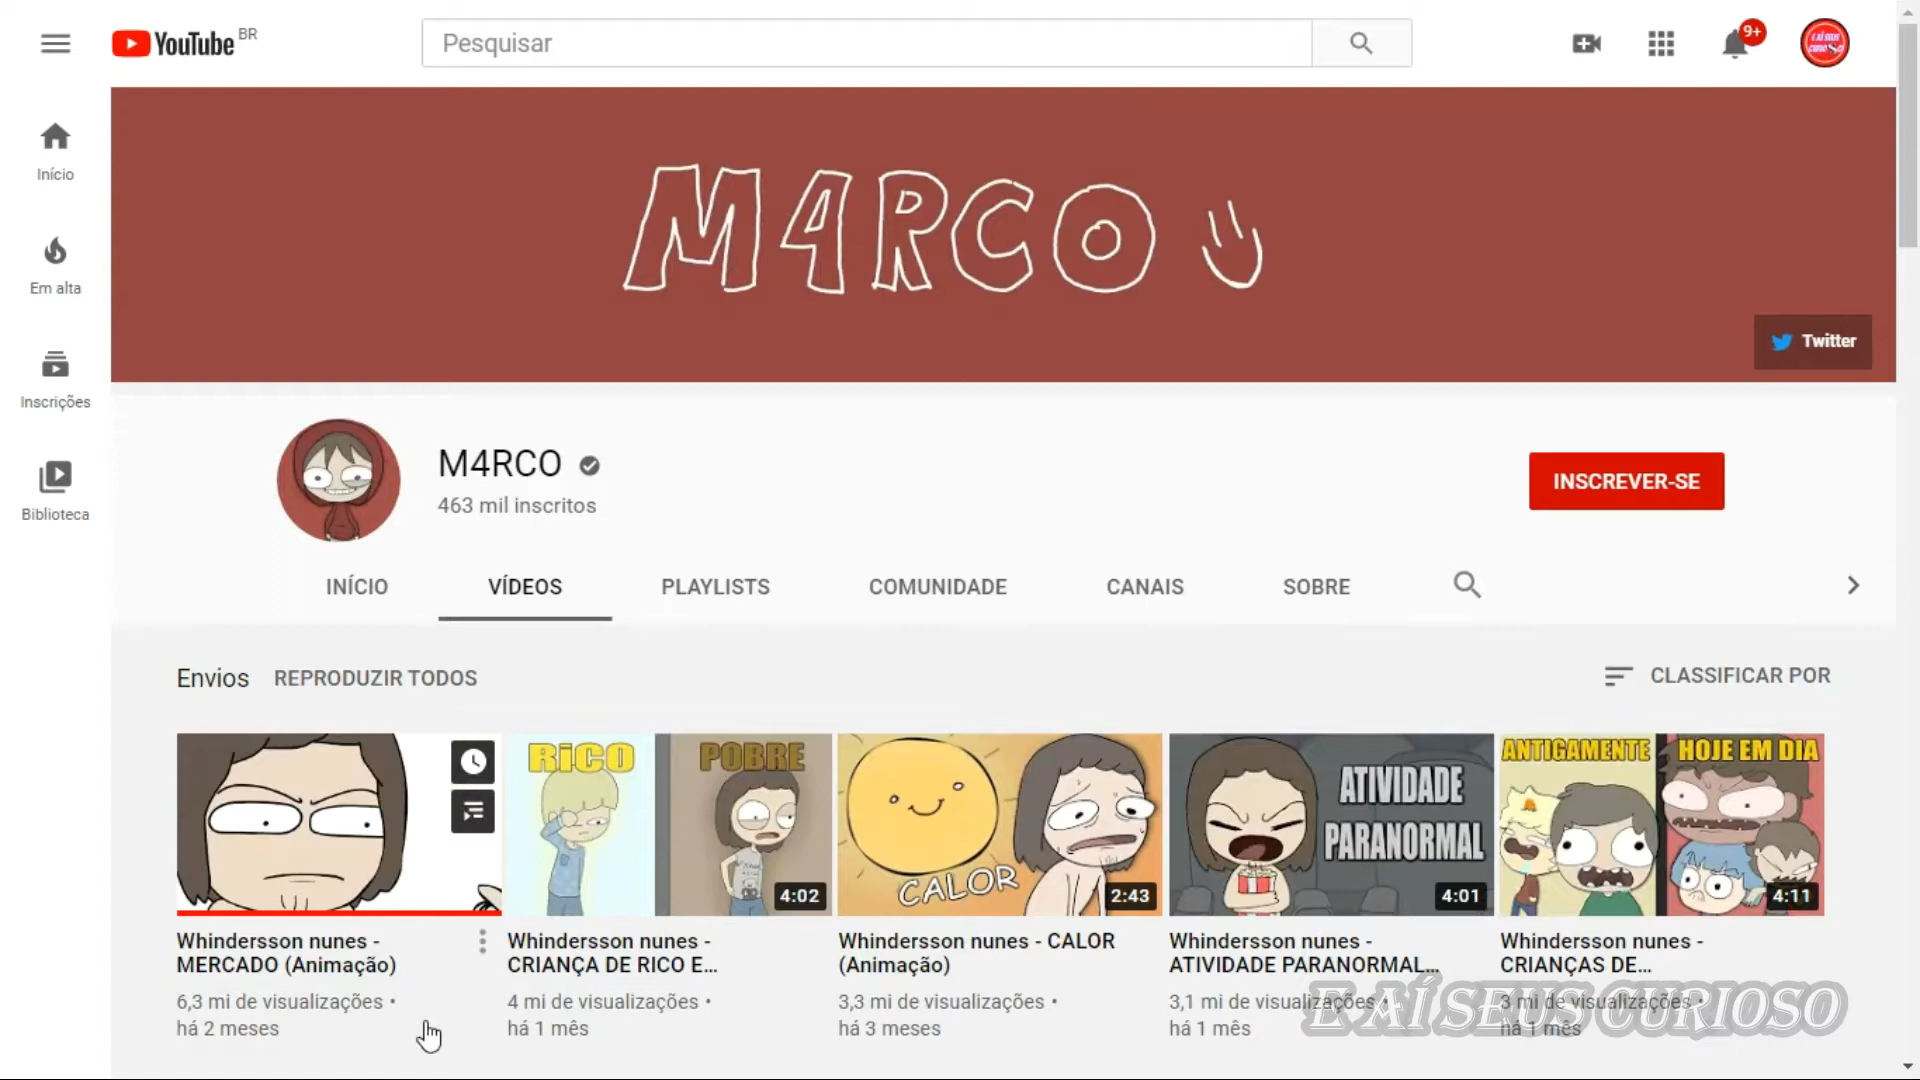 YouTube BR
Pesquisar
9+
Início
Em alta
Inscrições
Biblioteca
M4RCO
Twitter
M4RCO
463 mil inscritos
INSCREVER-SE
INÍCIO
VÍDEOS
PLAYLISTS
COMUNIDADE
CANAIS
SOBRE
Envios
REPRODUZIR TODOS
CLASSIFICAR POR
RiCO
POBRE
4:02
CALOR
2:43
ATIVIDADE
PARANORMAL
4:01
ANTIGAMENTE
HOJE EM DIA
4:11
Whindersson nunes -
MERCADO (Animação)
6,3 mi de visualizações •
há 2 meses
Whindersson nunes -
CRIANÇA DE RICO E...
4 mi de visualizações •
há 1 mês
Whindersson nunes - CALOR
(Animação)
3,3 mi de visualizações •
há 3 meses
Whindersson nunes -
ATIVIDADE PARANORMAL...
3,1 mi de visualizações •
há 1 mês
Whindersson nunes -
CRIANÇAS DE...
3 mi de visualizações •
há 1 mês
E AÍ SEUS CURIOSO